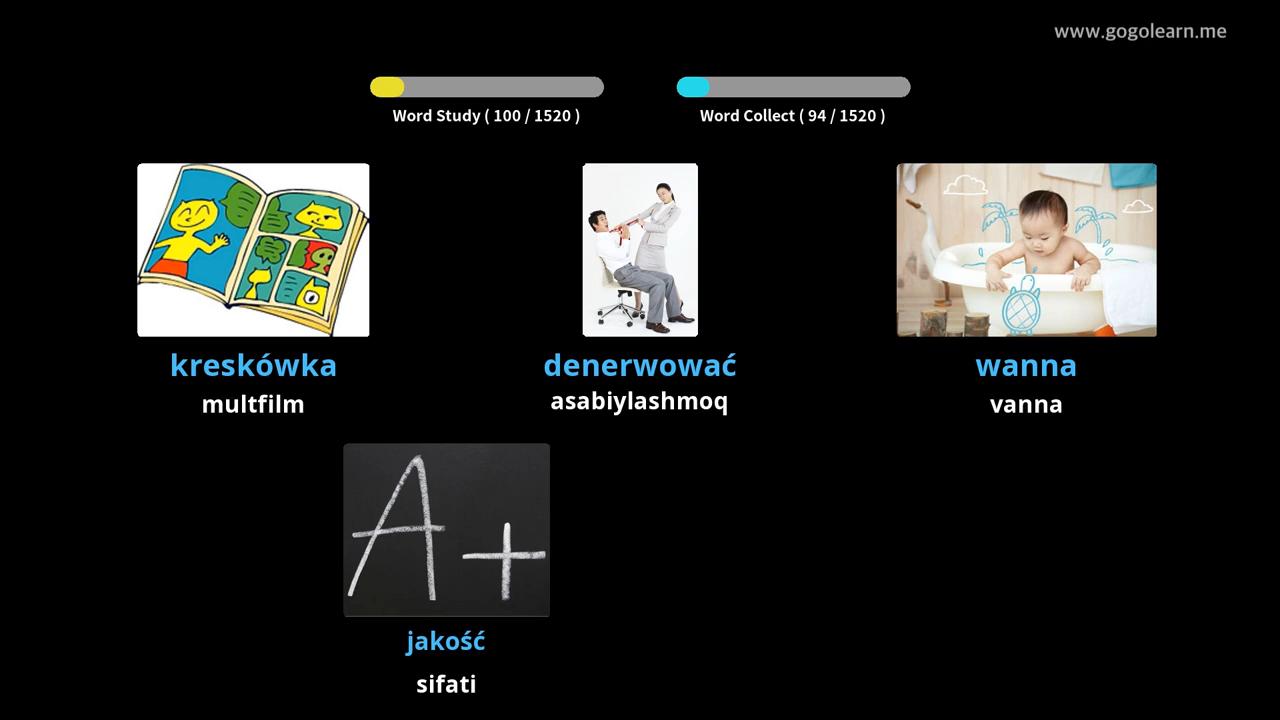 www.gogolearn.me
Word Study ( 100 / 1520 )
Word Collect ( 94 / 1520 )
kreskówka
multfilm
denerwować
asabiylashmoq
wanna
vanna
A+
jakość
sifati